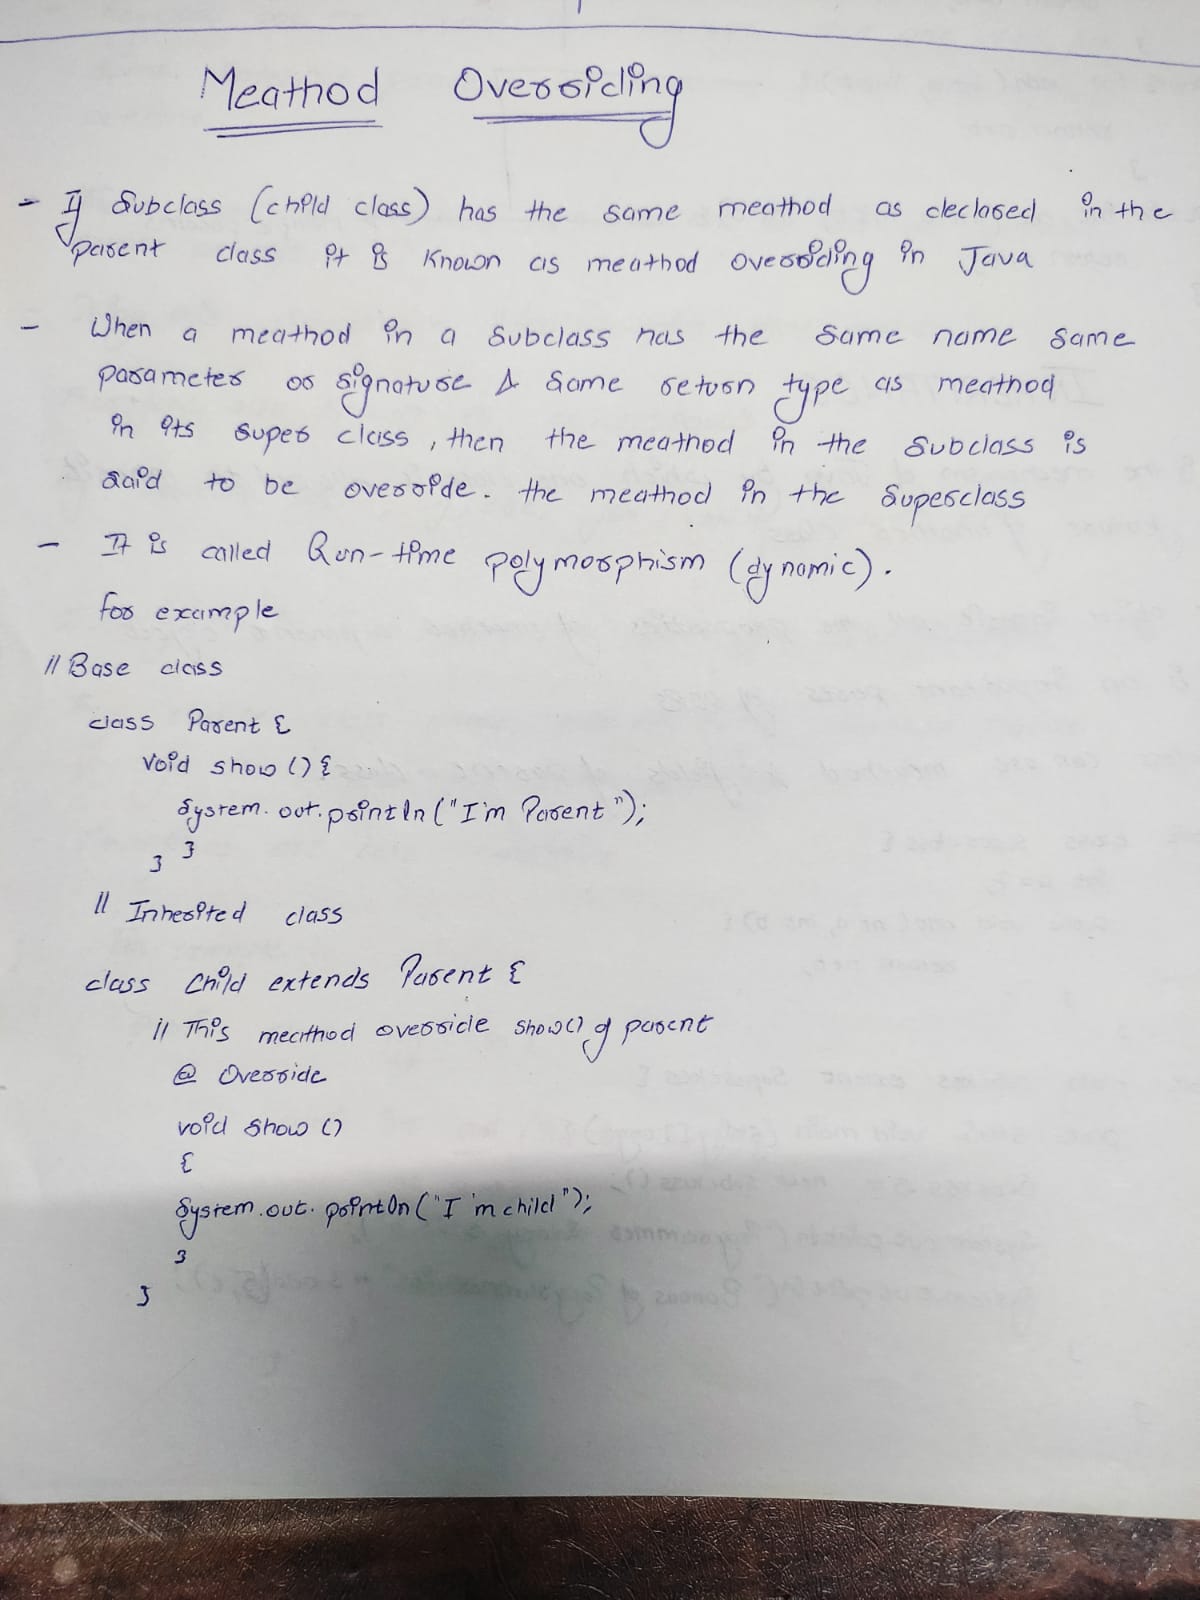 Meathod Overriding
- If Subclass (child class) has the same meathod as declared in the
parent class it is known as meathod overriding in Java
- When a meathod in a subclass has the same name same
parameter or signature & same return type as meathod
in its super class, then the meathod in the subclass is
said to be override. the meathod in the superclass
- It is called Run-time polymorphism (dynamic).
for example
// Base class
class Parent {
void show () {
System.out.println ("I'm Parent");
}
}
// Inherited class
class Child extends Parent {
// This meathod override show() of parent
@ Override
void show ()
{
System.out.println ("I'm child");
}
}